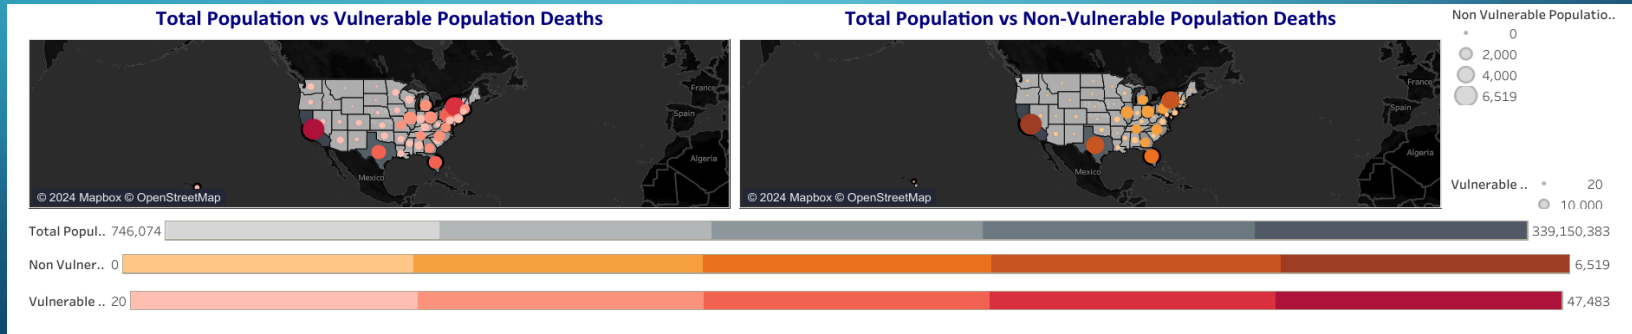 Total Population vs Vulnerable Population Deaths
Total Population vs Non-Vulnerable Population Deaths
Non Vulnerable Populatio..
0
2,000
4,000
6,519
France
Spain
Algeria
Mexico
© 2024 Mapbox © OpenStreetMap
France
Spain
Algeria
Mexico
© 2024 Mapbox © OpenStreetMap
Vulnerable ..
20
10,000
Total Popul.. 746,074 339,150,383
Non Vulner.. 0 6,519
Vulnerable .. 20 47,483